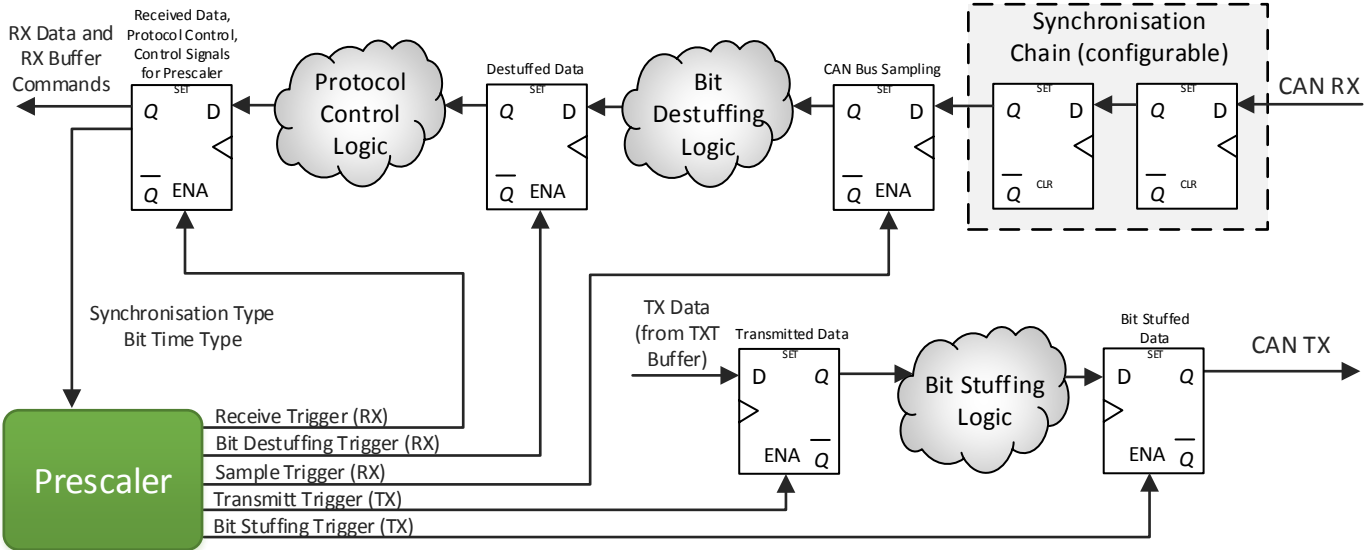 RX Data and
RX Buffer
Commands
Received Data,
Protocol Control,
Control Signals
for Prescaler
SET
Q
D
Q
ENA
Protocol
Control
Logic
Destuffed Data
SET
Q
D
Q
ENA
Bit
Destuffing
Logic
CAN Bus Sampling
SET
Q
D
Q
ENA
Synchronisation
Chain (configurable)
SET
Q
D
Q
CLR
SET
Q
D
Q
CLR
CAN RX
Synchronisation Type
Bit Time Type
TX Data
(from TXT
Buffer)
Transmitted Data
SET
D
Q
ENA
Q
Bit Stuffing
Logic
Bit Stuffed
Data
SET
D
Q
ENA
Q
CAN TX
Prescaler
Receive Trigger (RX)
Bit Destuffing Trigger (RX)
Sample Trigger (RX)
Transmitt Trigger (TX)
Bit Stuffing Trigger (TX)